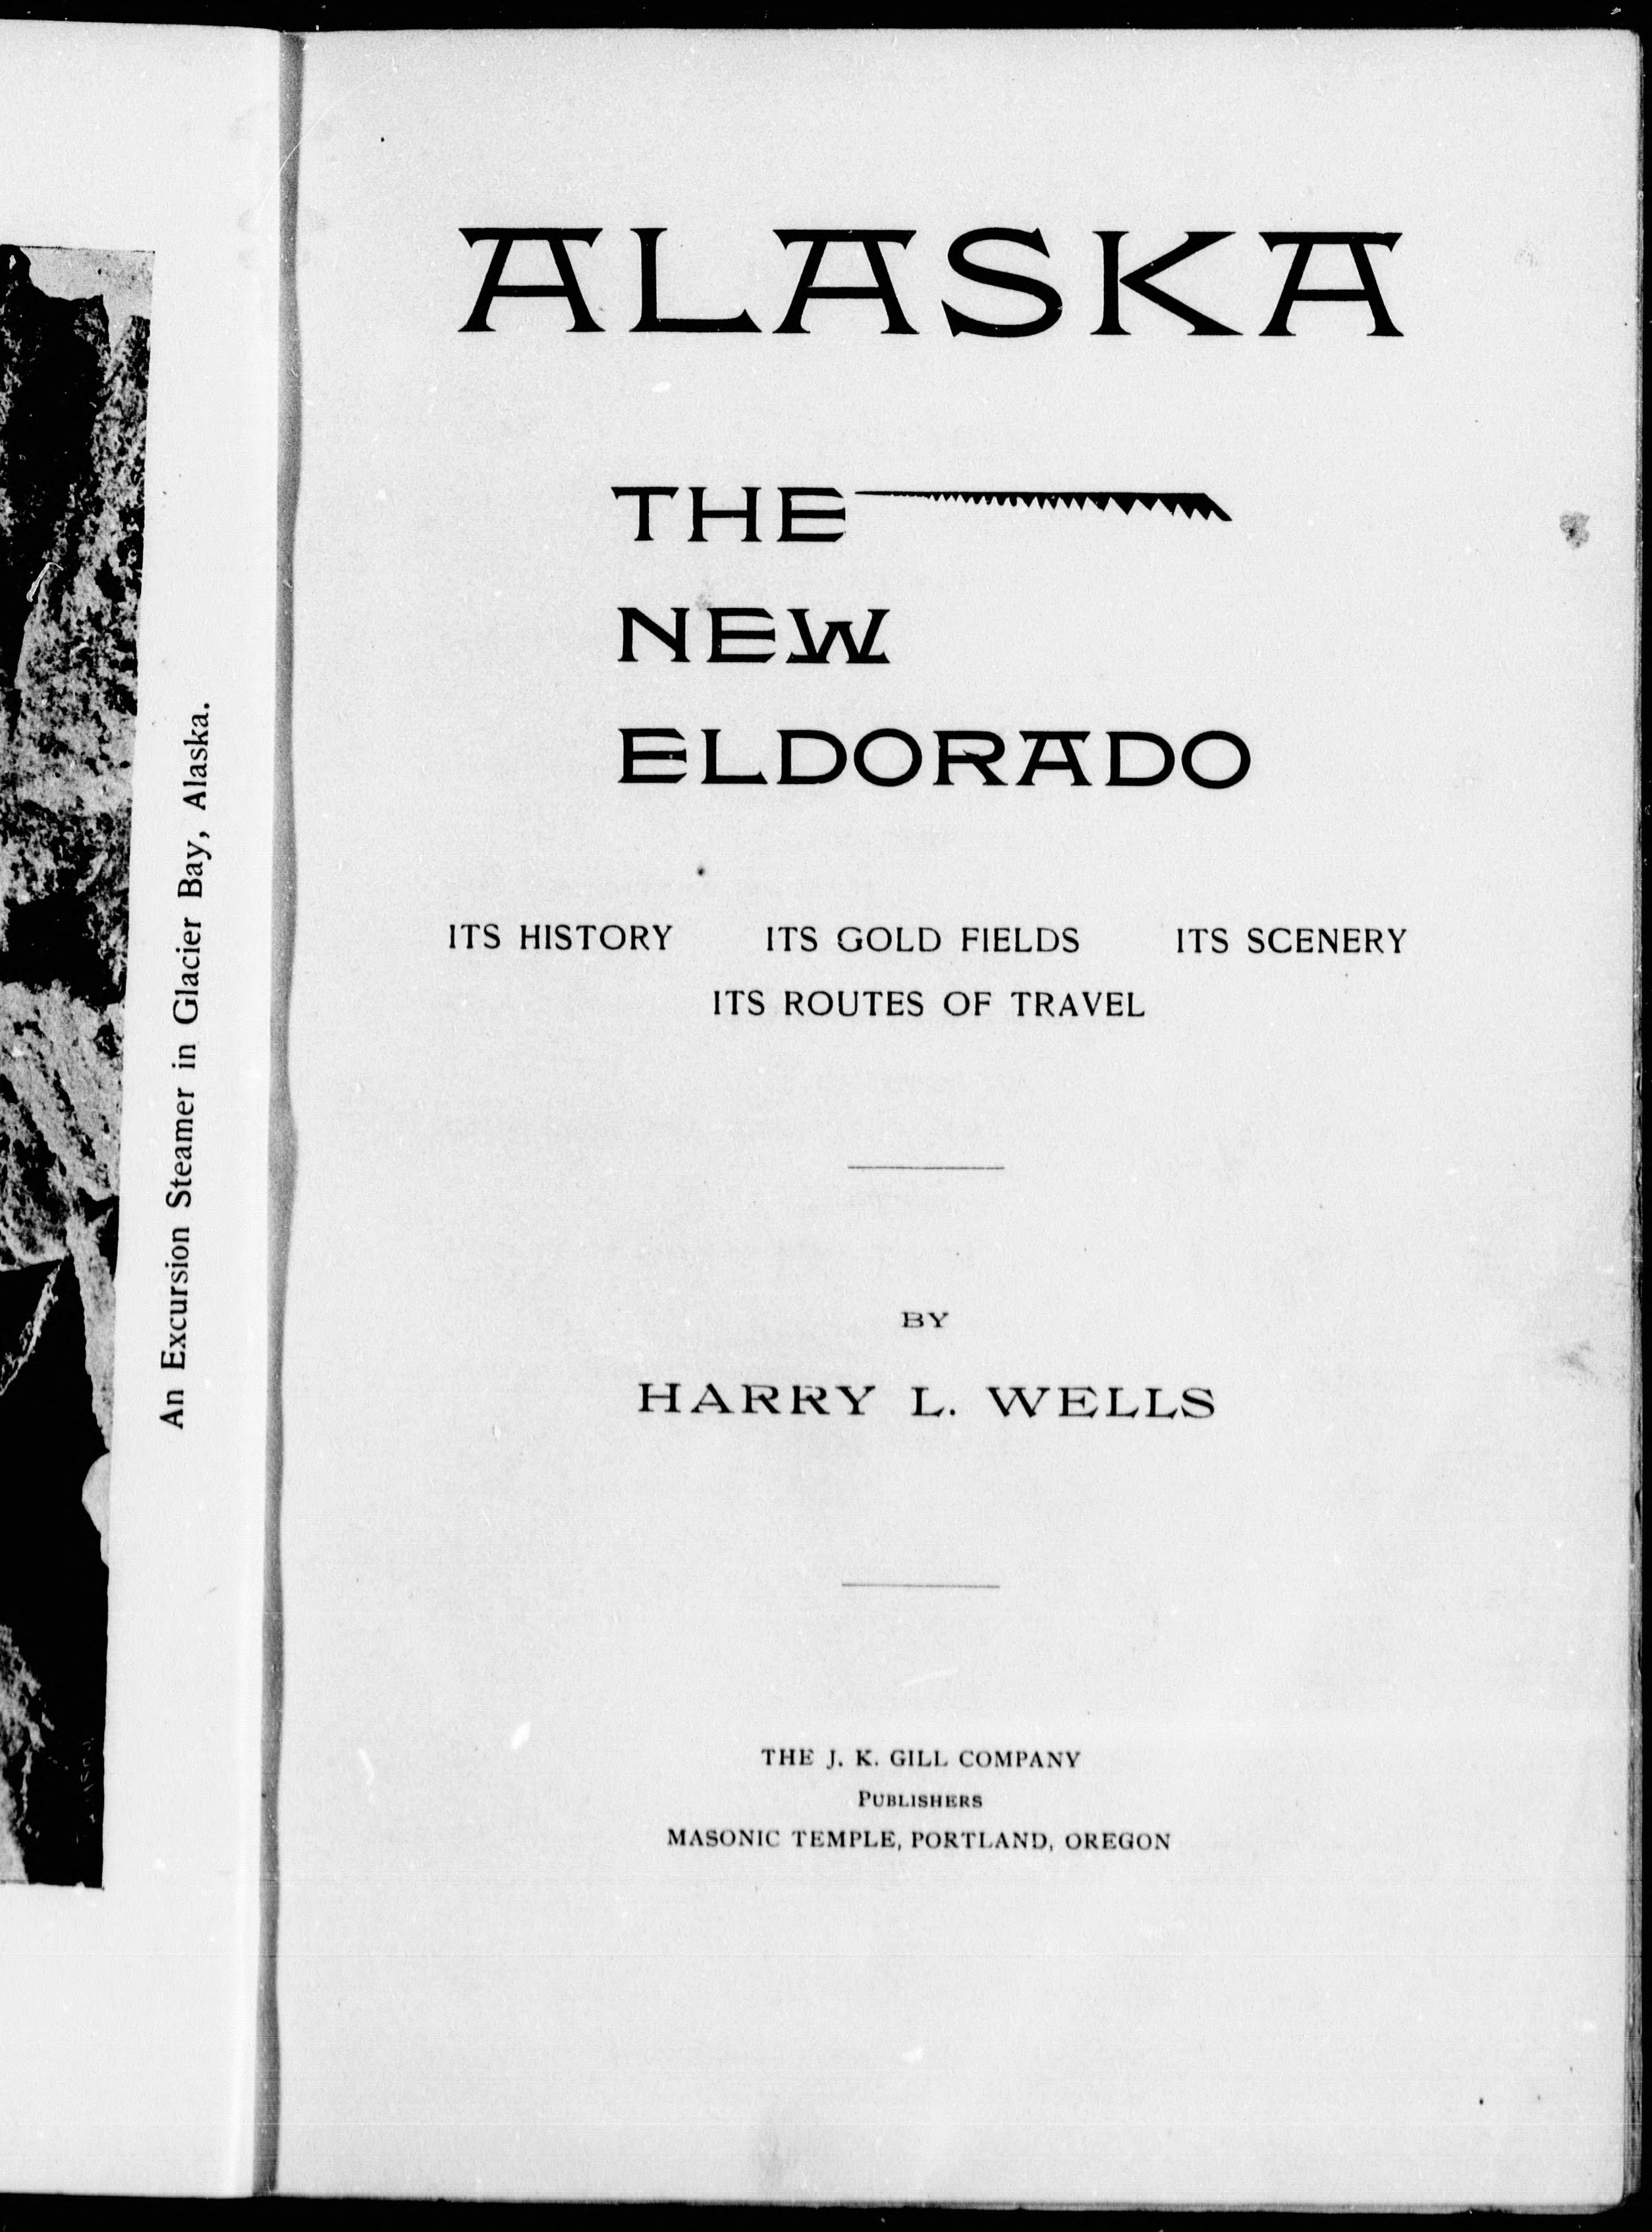 An Excursion Steamer in Glacier Bay, Alaska.
ALASKA
THE
NEW
ELDORADO
ITS HISTORY ITS GOLD FIELDS ITS SCENERY
ITS ROUTES OF TRAVEL
BY
HARRY L. WELLS
THE J. K. GILL COMPANY
PUBLISHERS
MASONIC TEMPLE, PORTLAND, OREGON